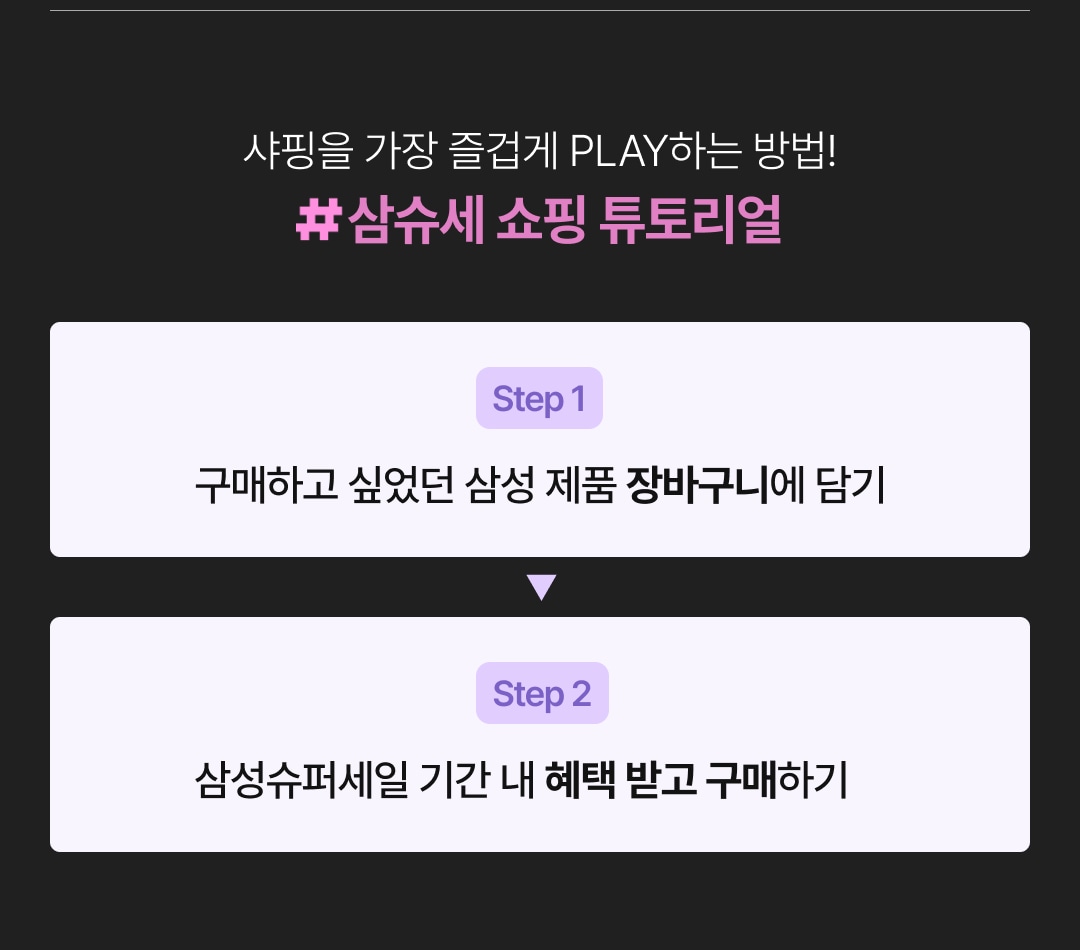 샤핑을 가장 즐겁게 PLAY하는 방법!
#삼슈세 쇼핑 튜토리얼
Step 1
구매하고 싶었던 삼성 제품 장바구니에 담기
Step 2
삼성슈퍼세일 기간 내 혜택 받고 구매하기